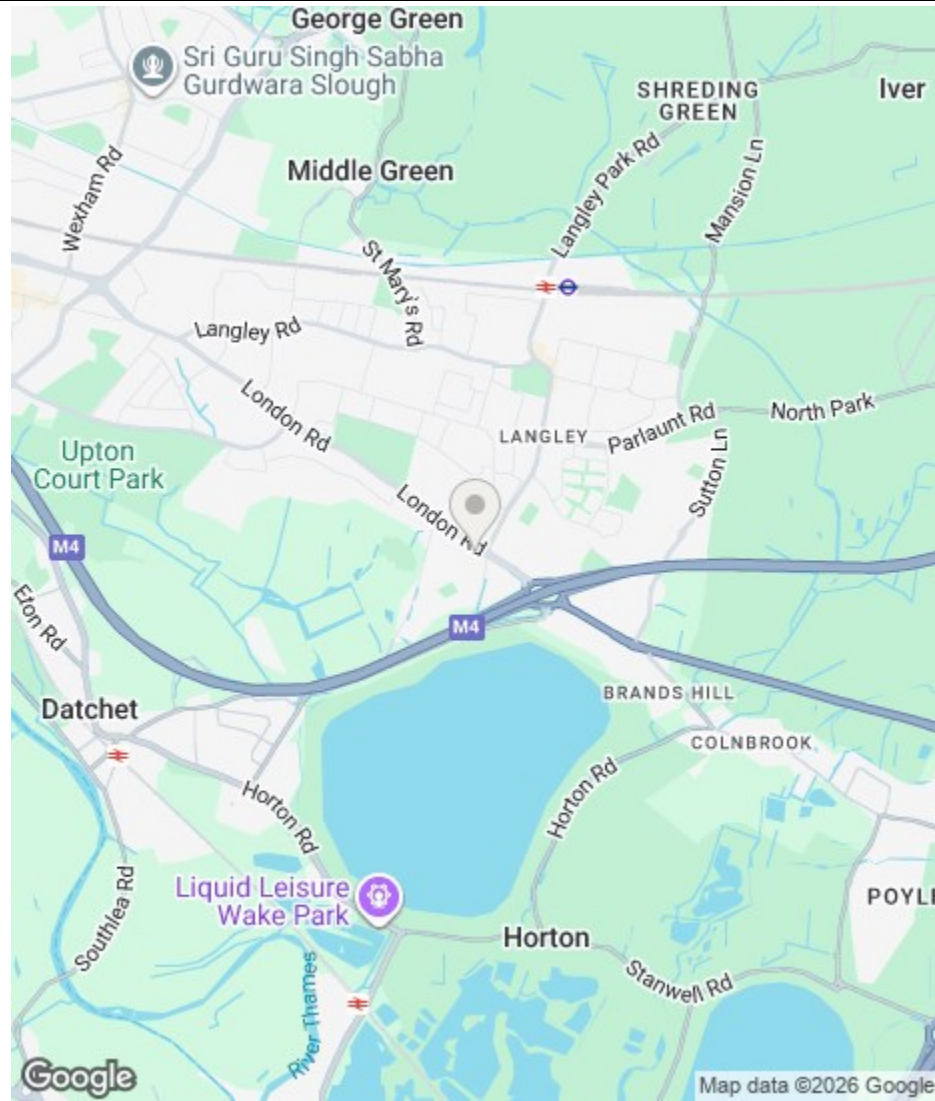 George Green
Sri Guru Singh Sabha
Gurdwara Slough
SHREDING
GREEN
Iver
Middle Green
Wexham Rd
Langley Park Rd
Mansion Ln
St Mary's Rd
Langley Rd
London Rd
LANGLEY
Parlaunt Rd
North Park
Upton
Court Park
Sutton Ln
London Rd
M4
Eton Rd
M4
BRANDS HILL
Datchet
COLNBROOK
Horton Rd
Horton Rd
Liquid Leisure
Wake Park
Southlea Rd
POYLE
Horton
Stanwell Rd
River Thames
Google
Map data ©2026 Google